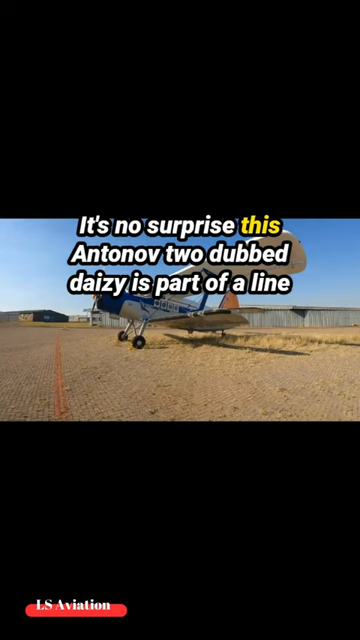 It's no surprise this
Antonov two dubbed
daizy is part of a line
LS Aviation